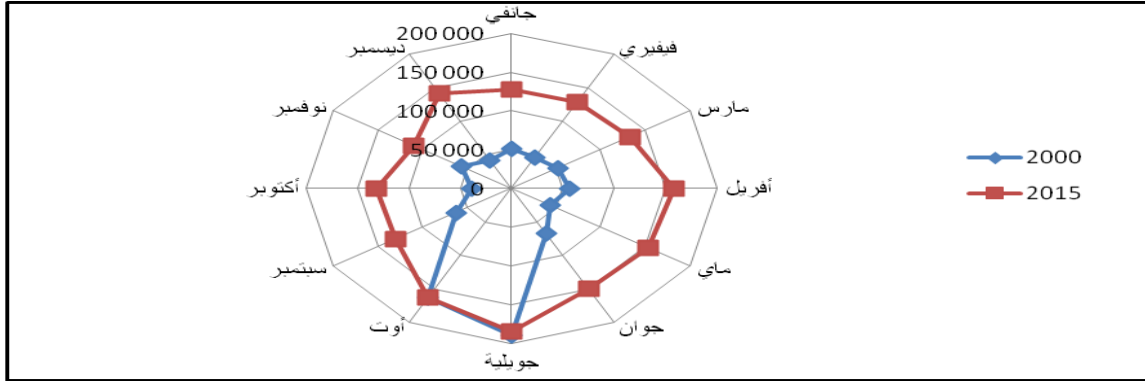 جانفي
فيفيري
مارس
أفريل
ماي
جوان
جويلية
أوت
سبتمبر
أكتوبر
نوفمبر
ديسمبر
200 000
150 000
100 000
50 000
0
2000
2015